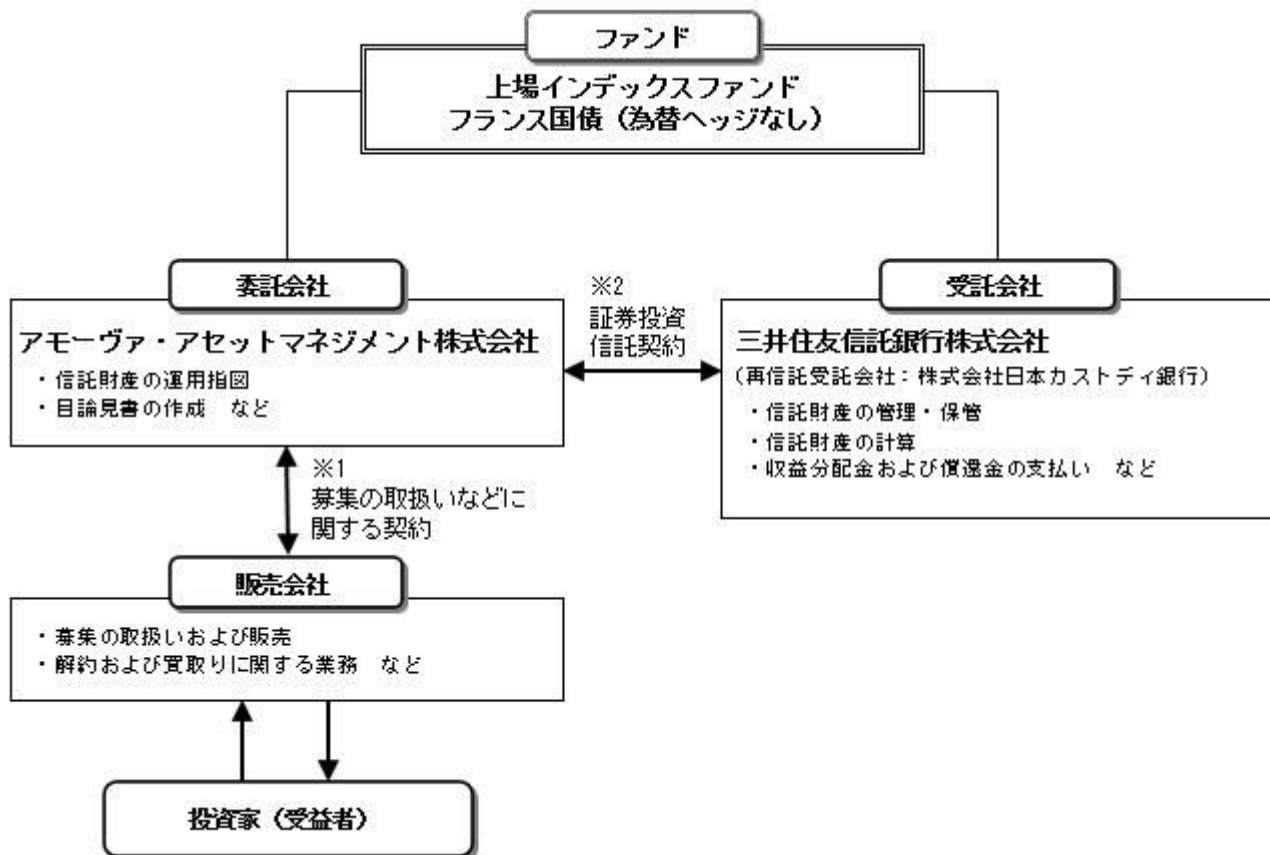 ファンド
上場インデックスファンド
フランス国債（為替ヘッジなし）
委託会社
アモーヴァ・アセットマネジメント株式会社
・信託財産の運用指図
・目論見書の作成　など
※2
証券投資
信託契約
受託会社
三井住友信託銀行株式会社
（再信託受託会社：株式会社日本カストディ銀行）
・信託財産の管理・保管
・信託財産の計算
・収益分配金および償還金の支払い　など
※1
募集の取扱いなどに
関する契約
販売会社
・募集の取扱いおよび販売
・解約および買取りに関する業務　など
投資家（受益者）